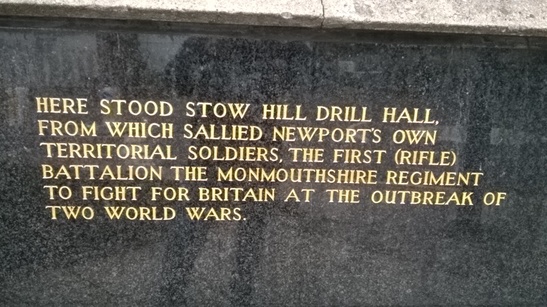 HERE STOOD STOW HILL DRILL HALL,
FROM WHICH SALLIED NEWPORT'S OWN
TERRITORIAL SOLDIERS, THE FIRST (RIFLE)
BATTALION THE MONMOUTHSHIRE REGIMENT
TO FIGHT FOR BRITAIN AT THE OUTBREAK OF
TWO WORLD WARS.